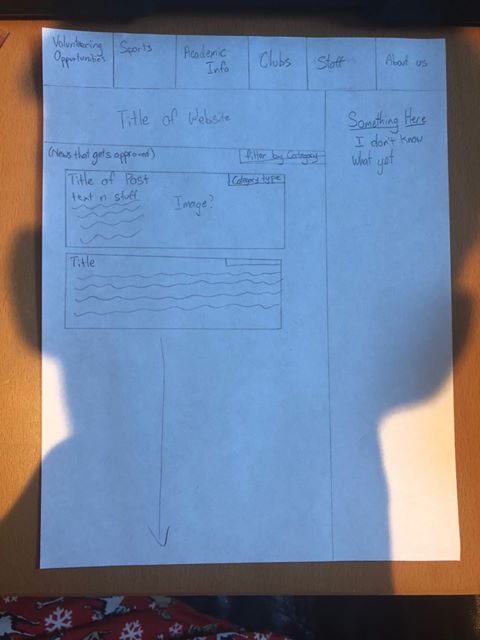 Volunteering
Opportunities
Sports
Academic
Info
Clubs
Staff
About us
Title of Website
Something Here
I don't know
what yet
(News that gets approved)
filter by Category
Title of Post
Category type
text n stuff
Image?
Title